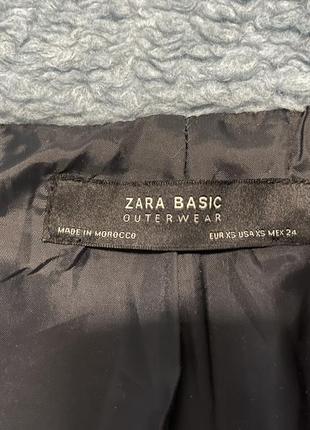 ZARA BASIC
OUTERWEAR
MADE IN MOROCCO
EUR XS USA XS MEX 24